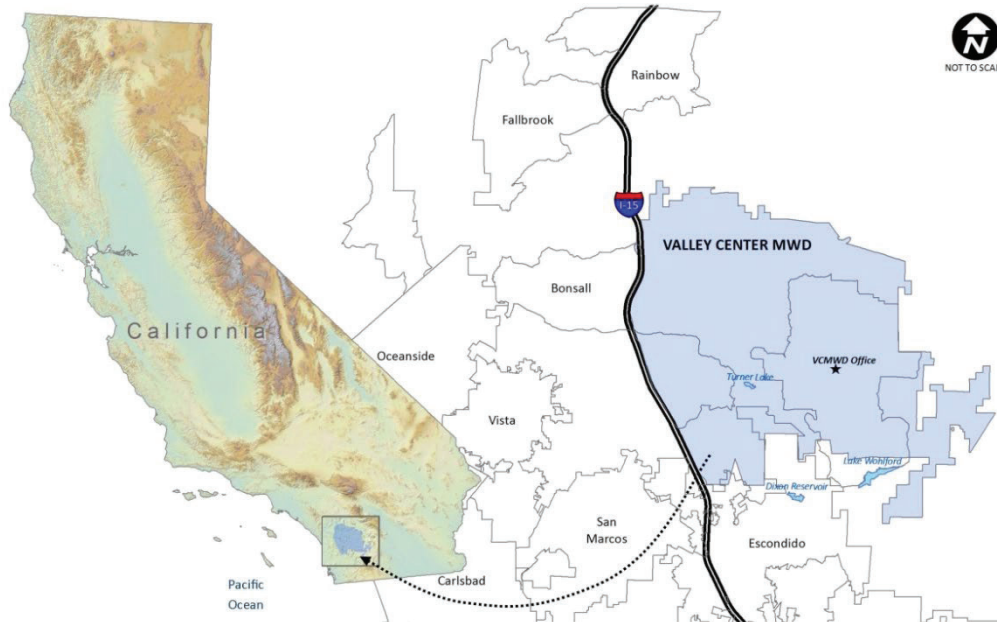 N
NOT TO SCA
Rainbow
Fallbrook
I-15
VALLEY CENTER MWD
Bonsall
California
Oceanside
VCMWD Office
Turner Lake
Vista
Lake Wohlford
Dixon Reservoir
San
Marcos
Escondido
Carlsbad
Pacific
Ocean